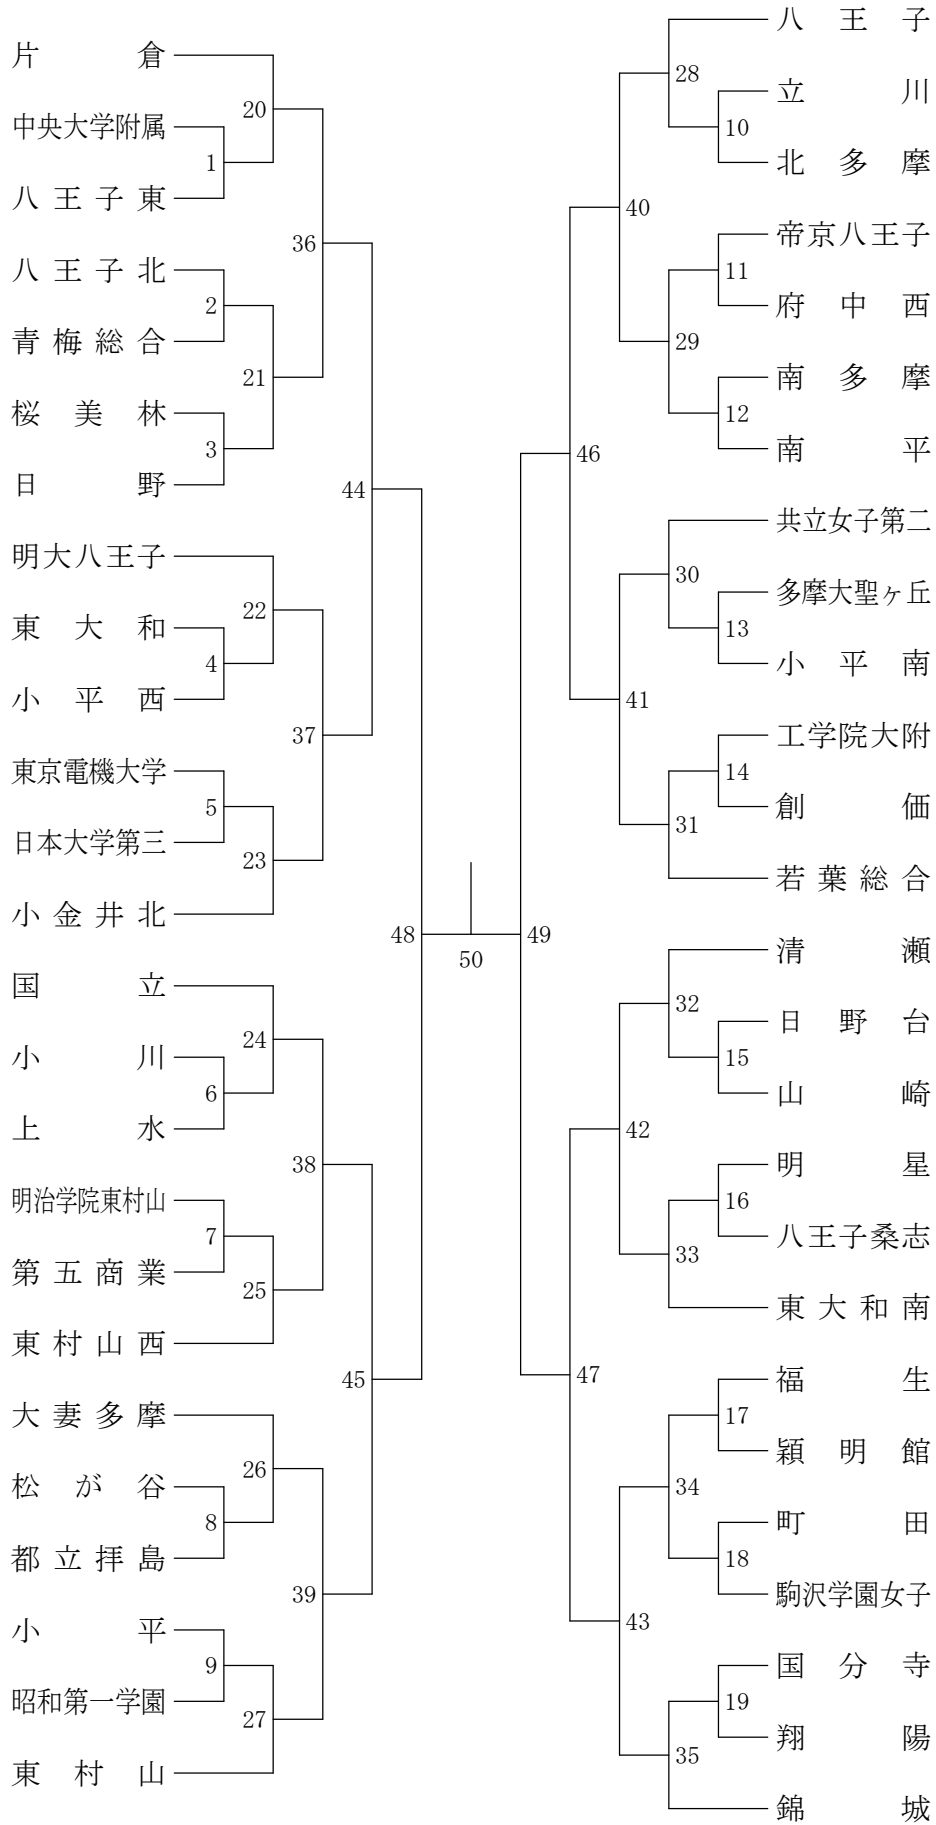 片倉
20
中央大学附属
1
八王子東
36
八王子北
2
青梅総合
21
桜美林
3
日野
44
明大八王子
22
東大和
4
小平西
37
東京電機大学
5
日本大学第三
23
小金井北
48
国立
24
小川
6
上水
38
明治学院東村山
7
第五商業
25
東村山西
45
大妻多摩
26
松が谷
8
都立拝島
39
小平
9
昭和第一学園
27
東村山
50
八王子
28
立川
10
北多摩
40
帝京八王子
11
府中西
29
南多摩
12
南平
46
共立女子第二
30
多摩大聖ヶ丘
13
小平南
41
工学院大附
14
創価
31
若葉総合
49
清瀬
32
日野台
15
山崎
42
明星
16
八王子桑志
33
東大和南
47
福生
17
穎明館
34
町田
18
駒沢学園女子
43
国分寺
19
翔陽
35
錦城